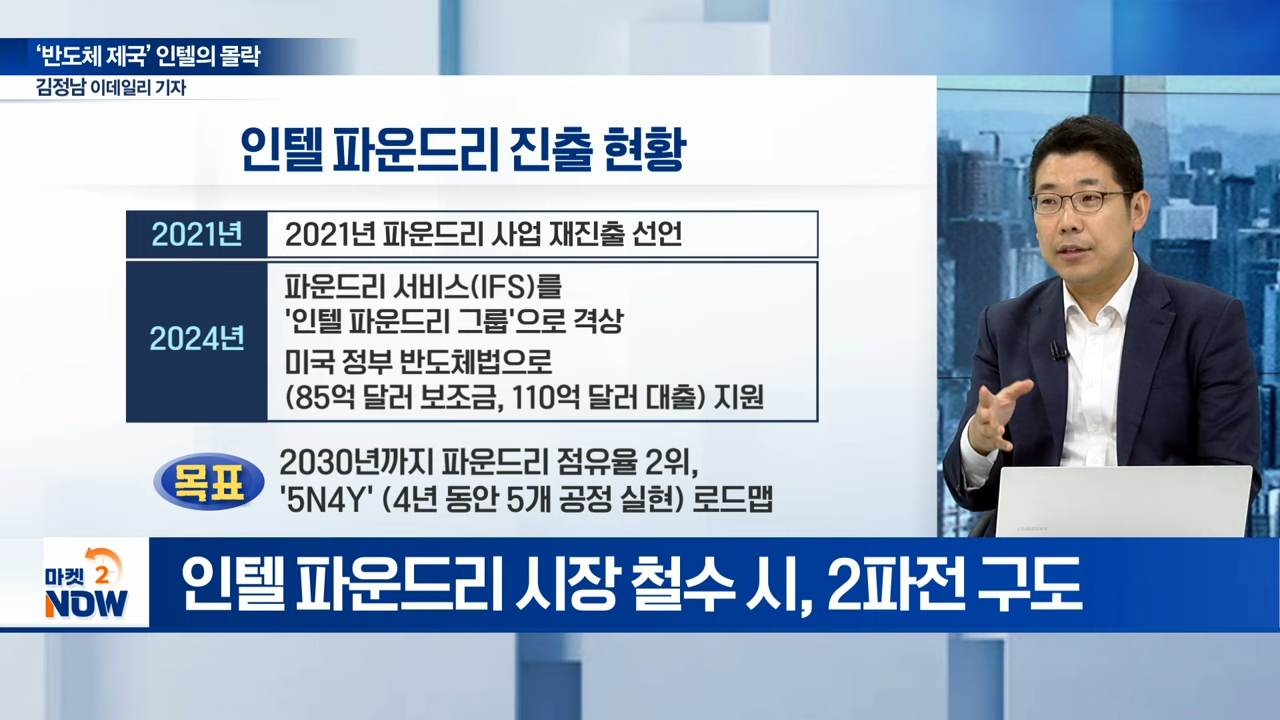 ‘반도체 제국’ 인텔의 몰락
김정남 이데일리 기자
인텔 파운드리 진출 현황
2021년
2021년 파운드리 사업 재진출 선언
2024년
파운드리 서비스(IFS)를
'인텔 파운드리 그룹'으로 격상
미국 정부 반도체법으로
(85억 달러 보조금, 110억 달러 대출) 지원
목표
2030년까지 파운드리 점유율 2위,
'5N4Y' (4년 동안 5개 공정 실현) 로드맵
마켓 2
NOW
인텔 파운드리 시장 철수 시, 2파전 구도